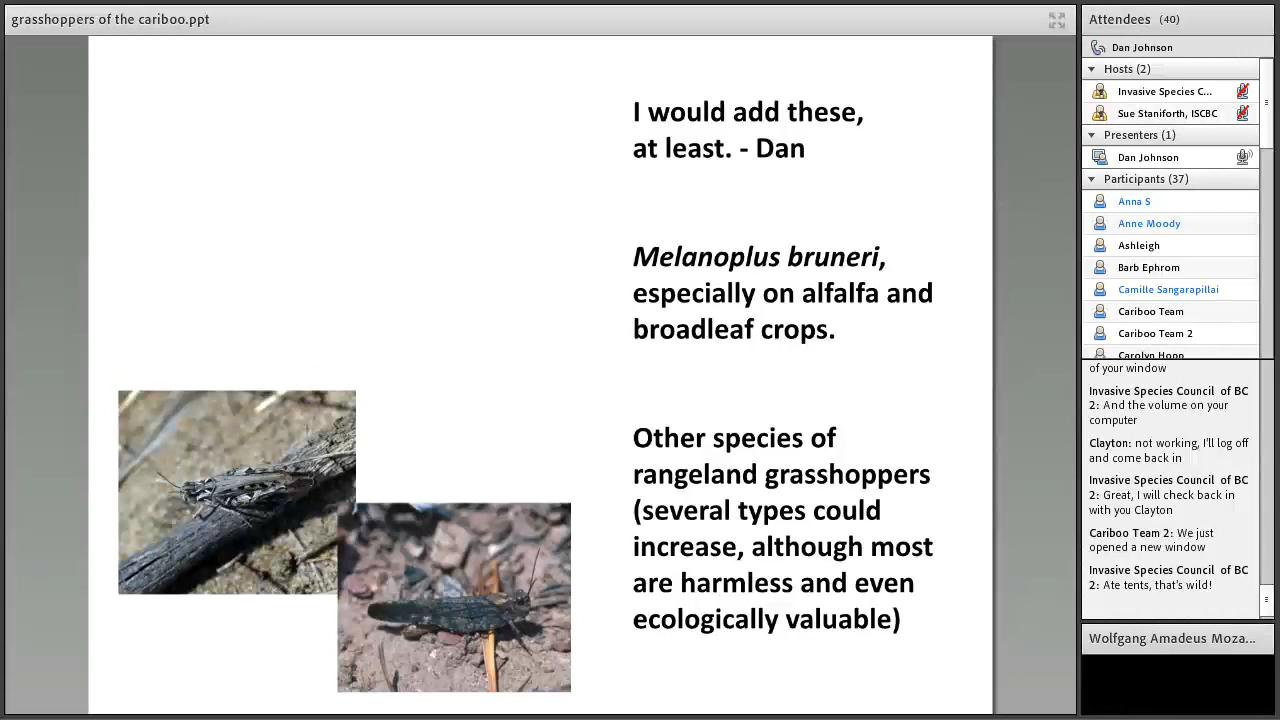 grasshoppers of the cariboo.ppt
I would add these,
at least. - Dan
Melanoplus bruneri,
especially on alfalfa and
broadleaf crops.
Other species of
rangeland grasshoppers
(several types could
increase, although most
are harmless and even
ecologically valuable)
Attendees (40)
Dan Johnson
Hosts (2)
Invasive Species C...
Sue Staniforth, ISCBC
Presenters (1)
Dan Johnson
Participants (37)
Anna S
Anne Moody
Ashleigh
Barb Ephrom
Camille Sangarapillai
Cariboo Team
Cariboo Team 2
Carolyn Hopp
of your window
Invasive Species Council of BC
2: And the volume on your
computer
Clayton: not working, I'll log off
and come back in
Invasive Species Council of BC
2: Great, I will check back in
with you Clayton
Cariboo Team 2: We just
opened a new window
Invasive Species Council of BC
2: Ate tents, that's wild!
Wolfgang Amadeus Moza...